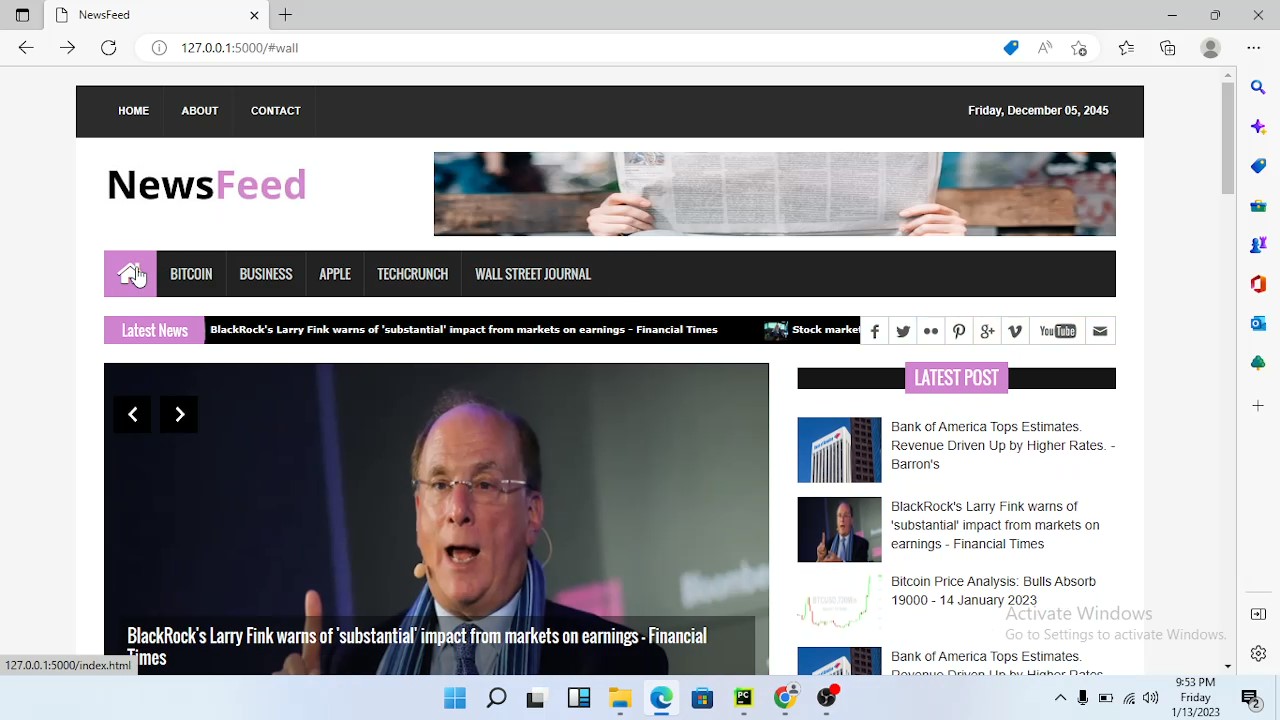 NewsFeed
127.0.0.1:5000/#wall
HOME ABOUT CONTACT
Friday, December 05, 2045
NewsFeed
BITCOIN BUSINESS APPLE TECHCRUNCH WALL STREET JOURNAL
Latest News
BlackRock's Larry Fink warns of 'substantial' impact from markets on earnings - Financial Times
Stock market
You Tube
LATEST POST
Bank of America Tops Estimates.
Revenue Driven Up by Higher Rates. -
Barron's
BlackRock's Larry Fink warns of
'substantial' impact from markets on
earnings - Financial Times
Bitcoin Price Analysis: Bulls Absorb
19000 - 14 January 2023
Bank of America Tops Estimates.
Revenue Driven Up by Higher Rates. -
BlackRock's Larry Fink warns of 'substantial' impact from markets on earnings - Financial
Times
Activate Windows
Go to Settings to activate Windows.
127.0.0.1:5000/index.html
9:53 PM
Friday
1/13/2023
2